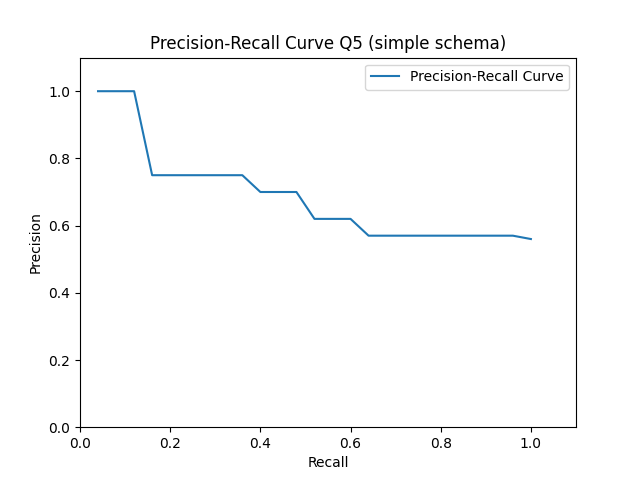 Precision-Recall Curve Q5 (simple schema)
Precision-Recall Curve
1.0
0.8
0.6
0.4
0.2
0.0
Precision
0.0 0.2 0.4 0.6 0.8 1.0
Recall